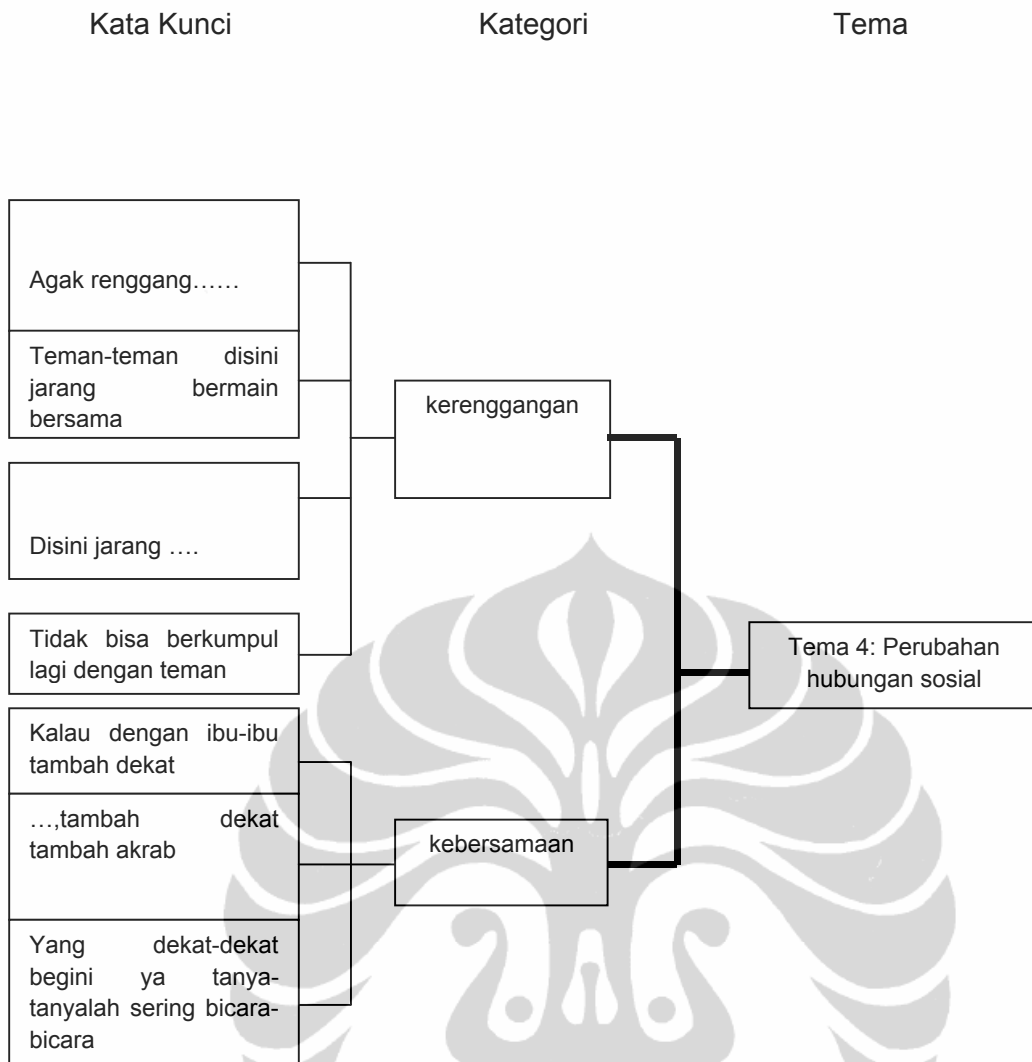 Kata Kunci Kategori Tema
Agak renggang……
Teman-teman disini
jarang bermain
bersama
kerenggangan
Disini jarang ….
Tidak bisa berkumpul
lagi dengan teman
Tema 4: Perubahan
hubungan sosial
Kalau dengan ibu-ibu
tambah dekat
…,tambah dekat
tambah akrab
kebersamaan
Yang dekat-dekat
begini ya tanya-
tanyalah sering bicara-
bicara